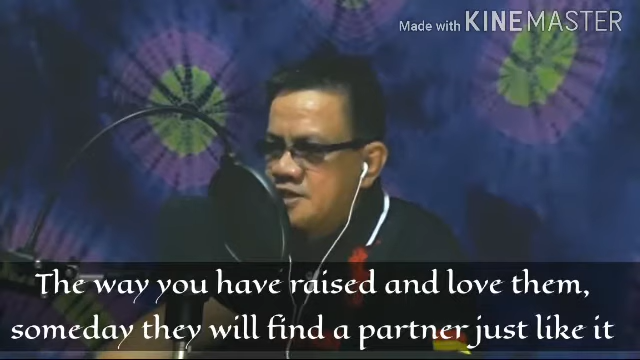 Made with KINEMASTER
The way you have raised and love them,
someday they will find a partner just like it